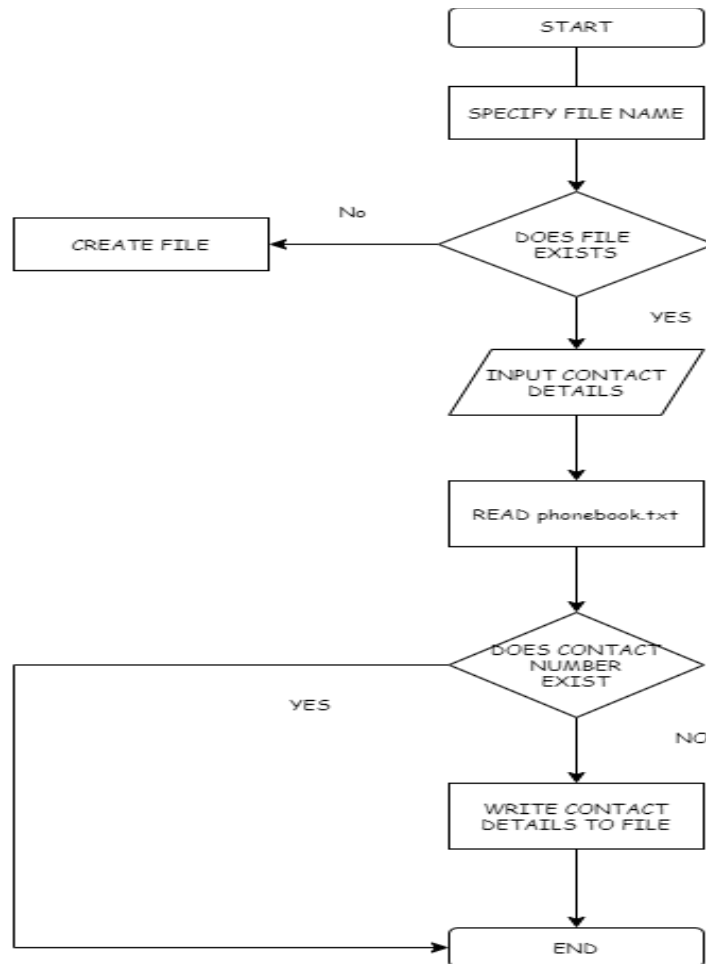 START
SPECIFY FILE NAME
No
CREATE FILE
DOES FILE
EXISTS
YES
INPUT CONTACT
DETAILS
READ phonebook.txt
DOES CONTACT
NUMBER
EXIST
YES
NO
WRITE CONTACT
DETAILS TO FILE
END